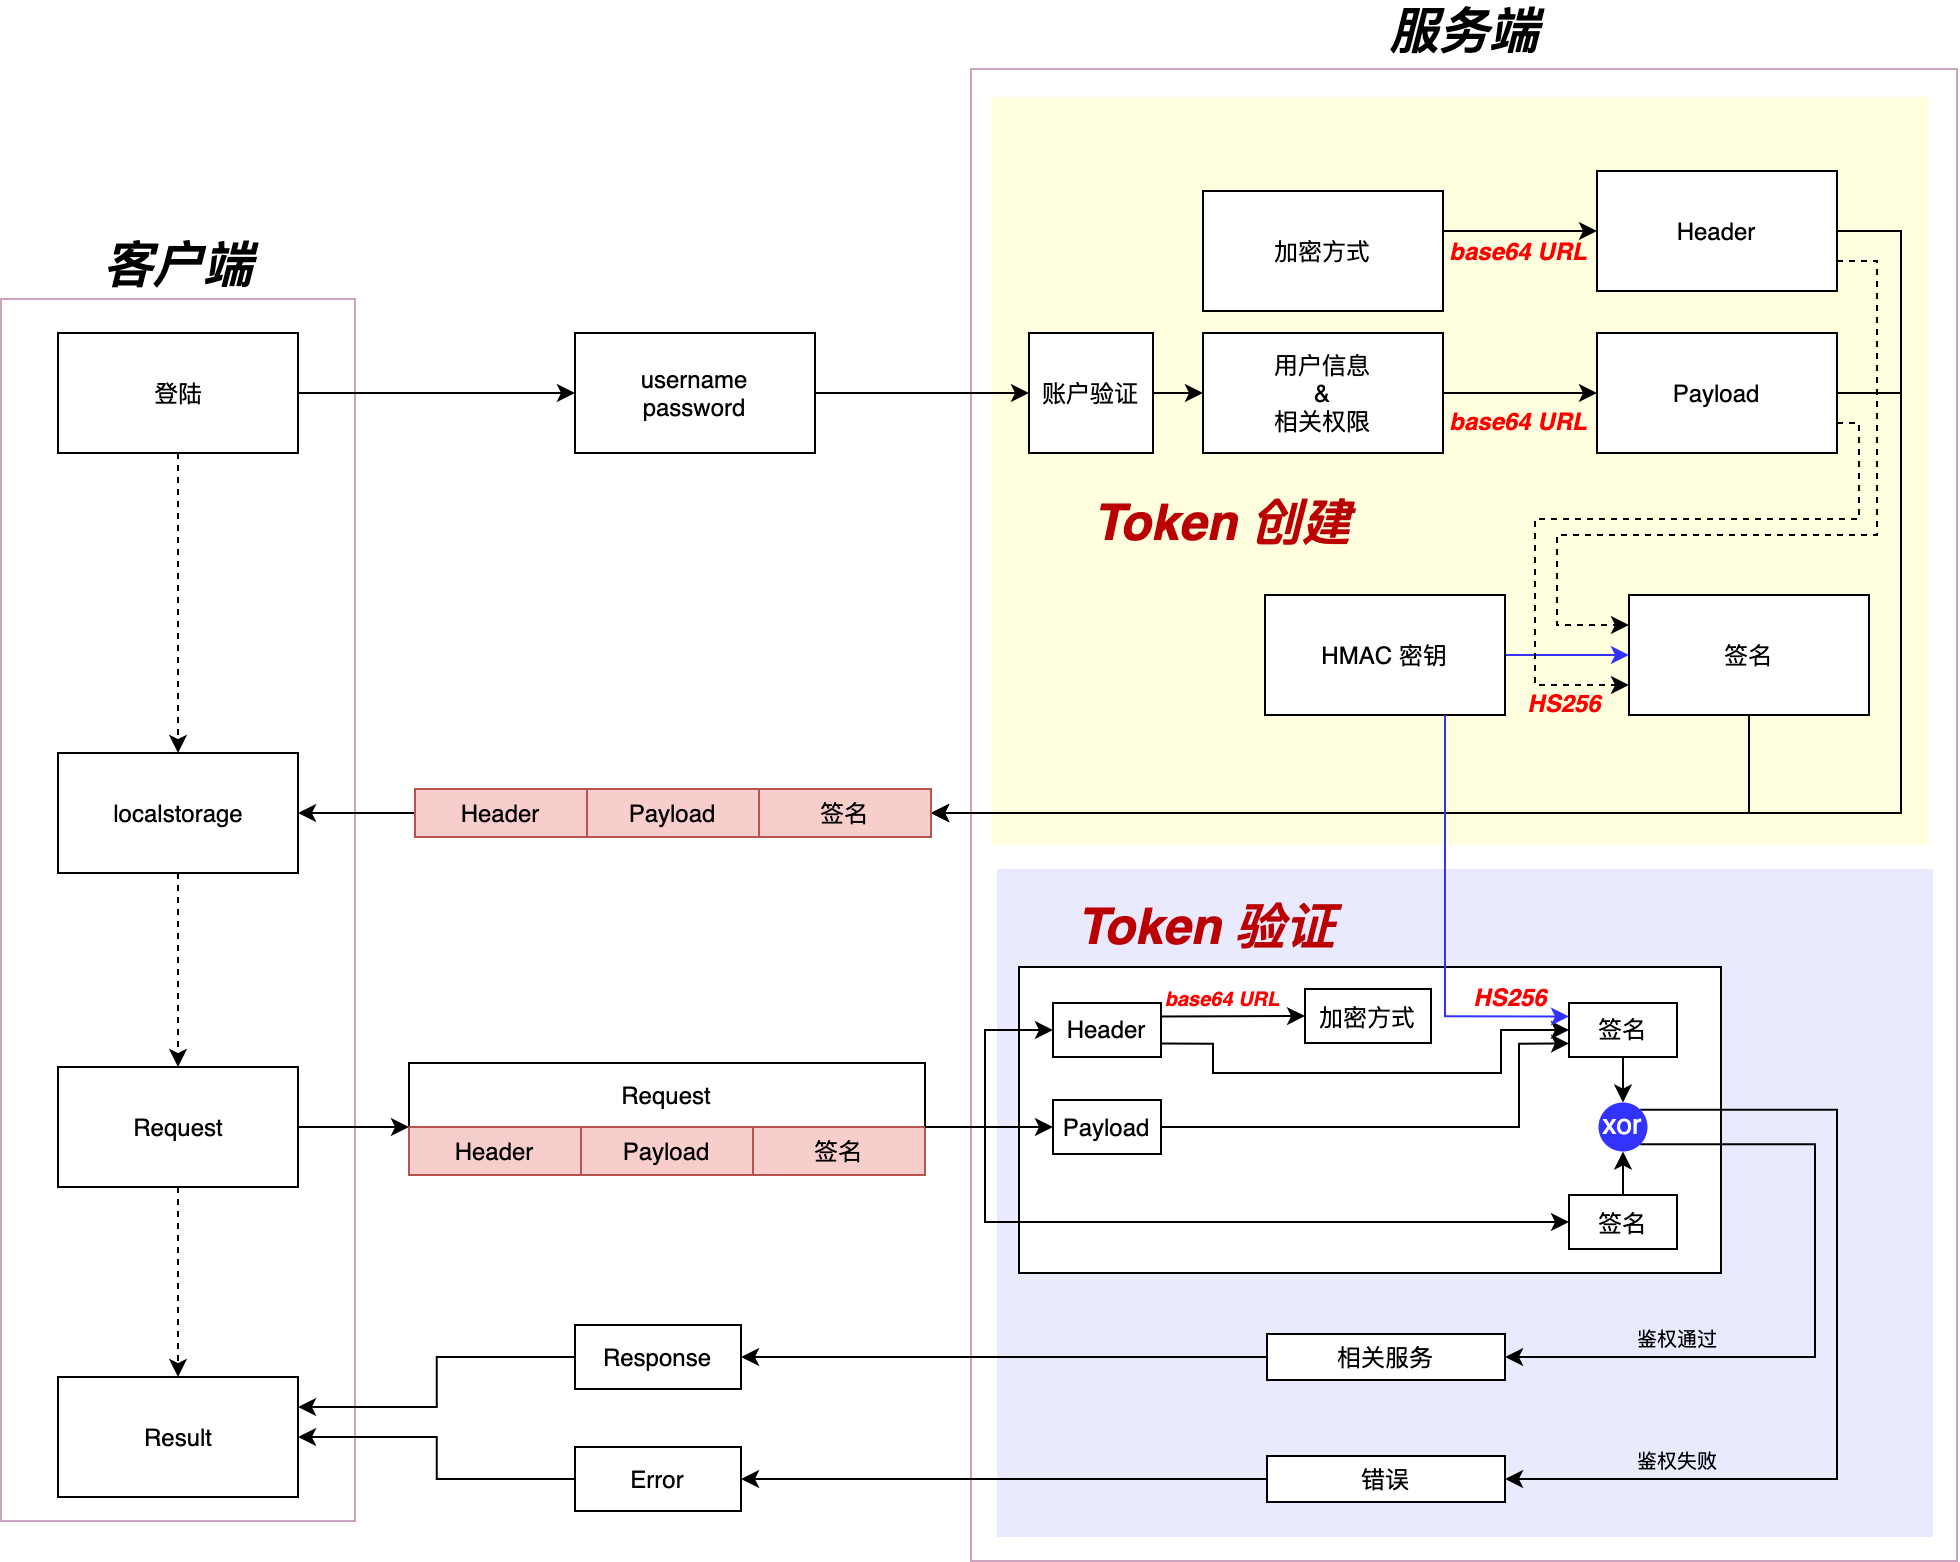 服务端
客户端
加密方式
base64 URL
Header
登陆
username
password
账户验证
用户信息
&
相关权限
base64 URL
Payload
Token 创建
HMAC 密钥
HS256
签名
localstorage
Header
Payload
签名
Token 验证
Header
base64 URL
加密方式
HS256
签名
Request
Request
Header
Payload
签名
Payload
xor
签名
Response
相关服务
鉴权通过
Result
Error
错误
鉴权失败